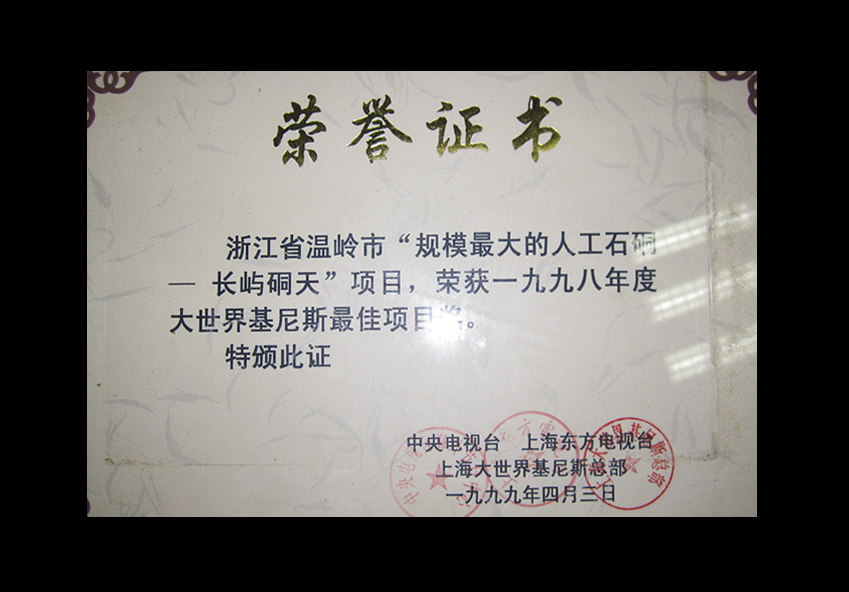 荣誉证书
浙江省温岭市“规模最大的人工石硐
— 长屿硐天”项目，荣获一九九八年度
大世界基尼斯最佳项目奖。
特颁此证
中央电视台 上海东方电视台
上海大世界基尼斯总部
一九九九年四月三日